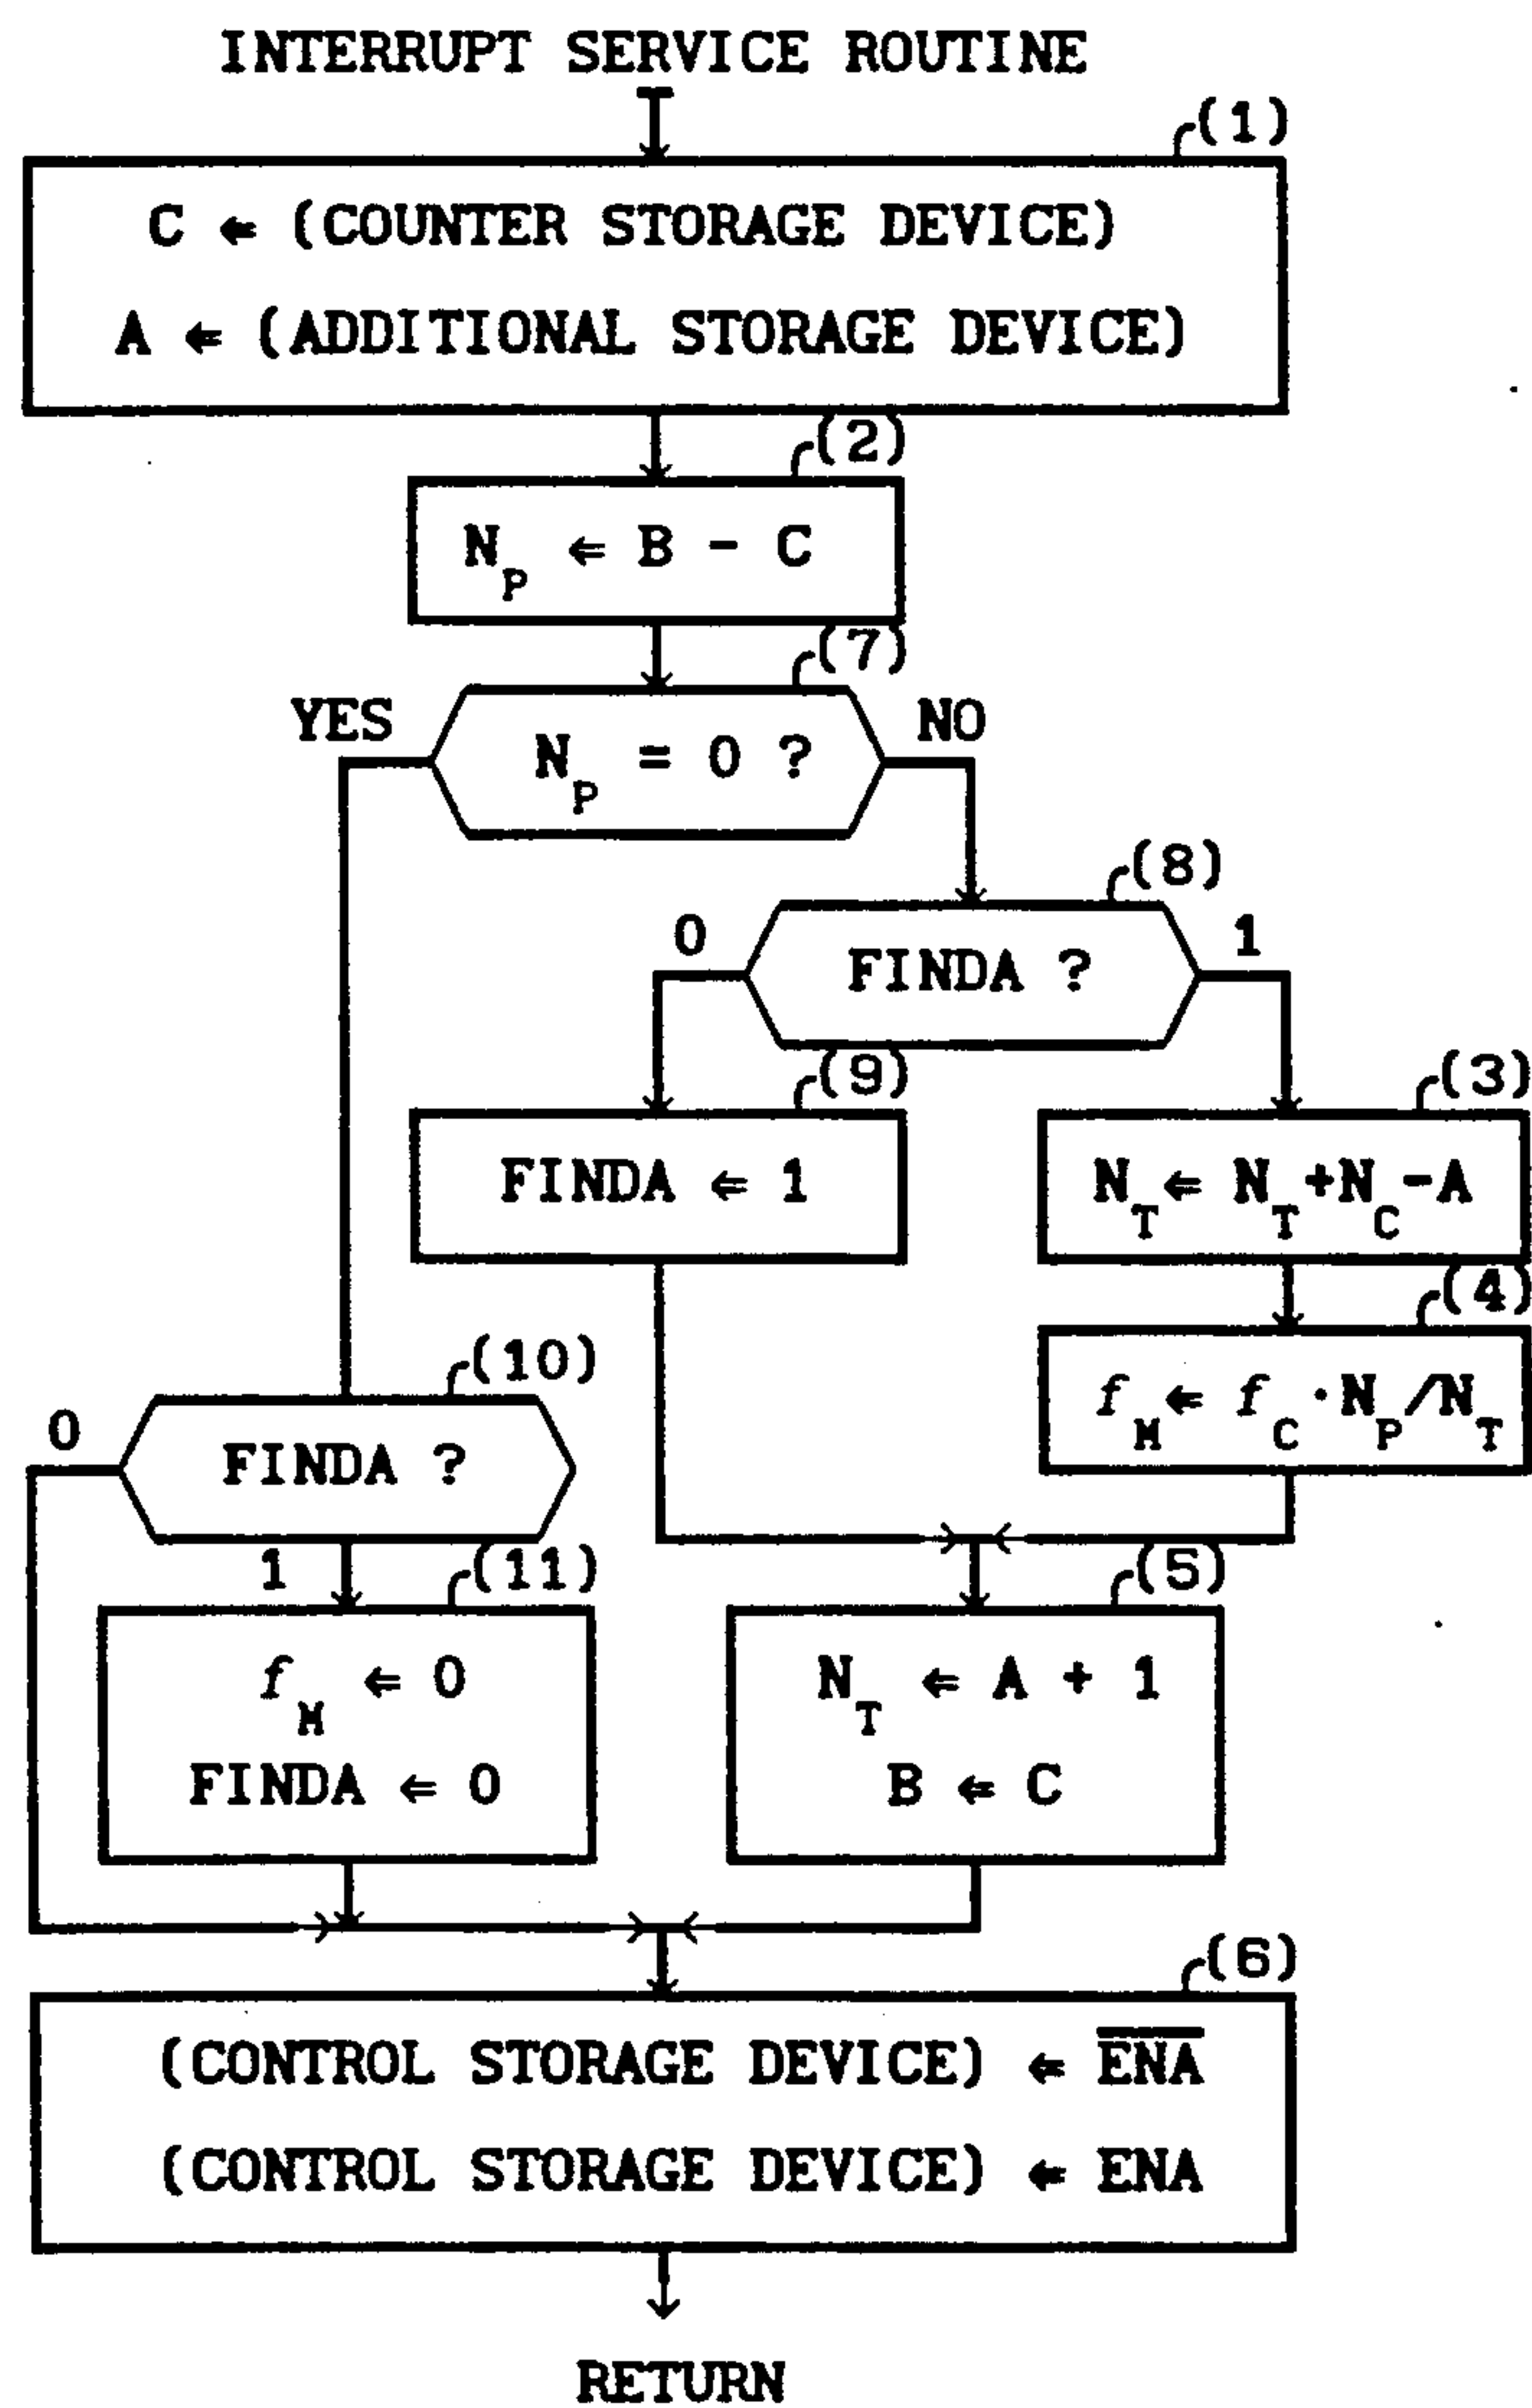 INTERRUPT SERVICE ROUTINE
(1)
C ⇐ (COUNTER STORAGE DEVICE)
A ⇐ (ADDITIONAL STORAGE DEVICE)
(2)
N_P ⇐ B - C
(7)
YES
NO
N_P = 0 ?
(8)
0
1
FINDA ?
(9)
(3)
FINDA ⇐ 1
N_T ⇐ N_T+N_C-A
(4)
f_M ⇐ f_C·N_P/N_T
(10)
0
FINDA ?
1
(11)
(5)
f_M ⇐ 0
FINDA ⇐ 0
N_T ⇐ A + 1
B ⇐ C
(6)
(CONTROL STORAGE DEVICE) ⇐ E̅N̅A̅
(CONTROL STORAGE DEVICE) ⇐ ENA
RETURN